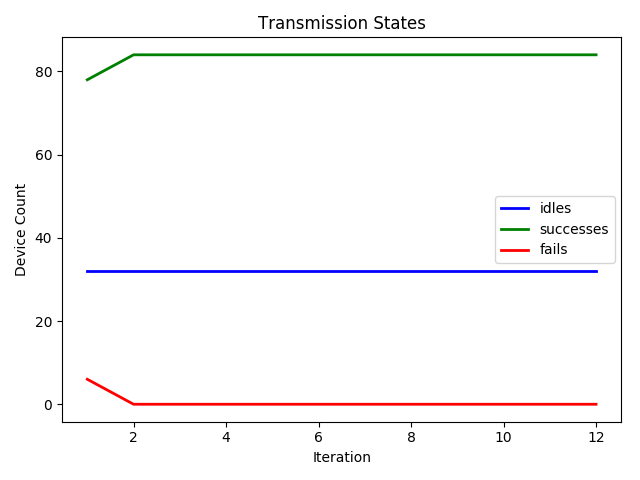 Transmission States
Device Count
80
60
40
20
0
idles
successes
fails
2 4 6 8 10 12
Iteration